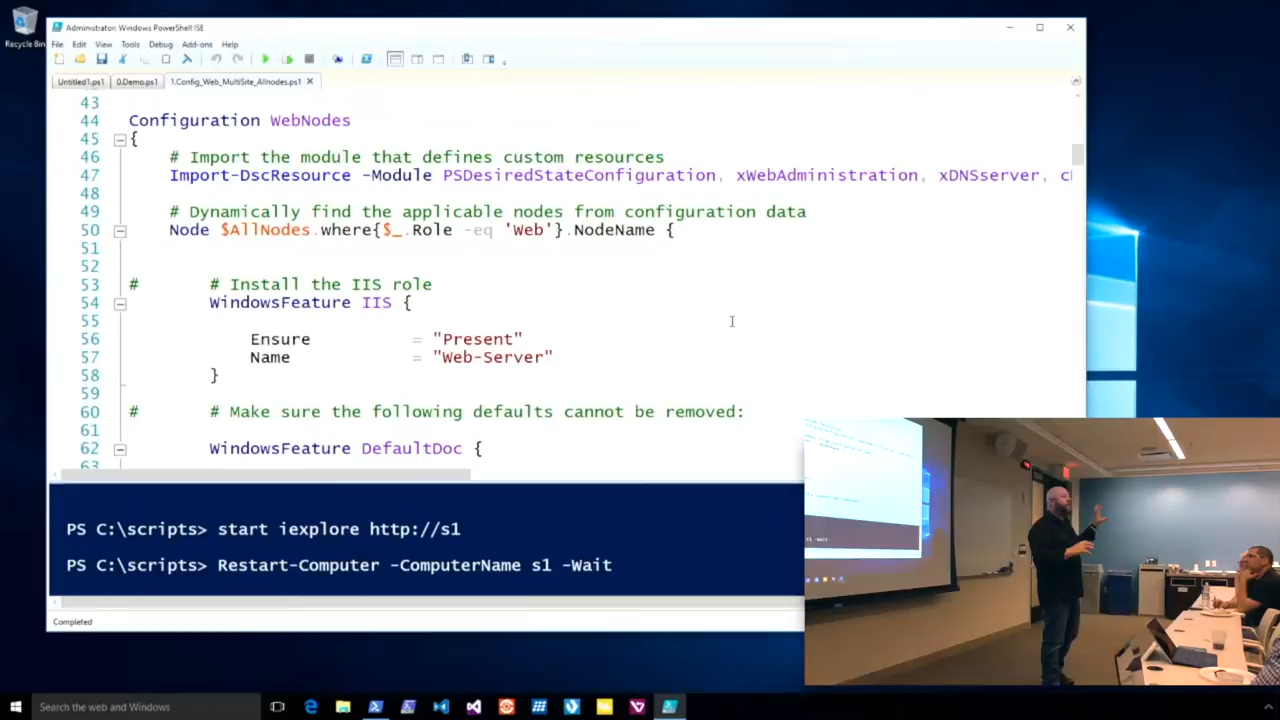 Recycle Bin
Administrator: Windows PowerShell ISE
File Edit View Tools Debug Add-ons Help
Untitled1.ps1 0.Demo.ps1 1.Config_Web_MultiSite_Allnodes.ps1
43
44 Configuration WebNodes
45 {
46 # Import the module that defines custom resources
47 Import-DscResource -Module PSDesiredStateConfiguration, xWebAdministration, xDNSserver,
48
49 # Dynamically find the applicable nodes from configuration data
50 Node $AllNodes.where{$_.Role -eq 'Web'}.NodeName {
51
52
53 # # Install the IIS role
54 WindowsFeature IIS {
55
56 Ensure = "Present"
57 Name = "Web-Server"
58 }
59
60 # # Make sure the following defaults cannot be removed:
61
62 WindowsFeature DefaultDoc {
63
PS C:\scripts> start iexplore http://s1
PS C:\scripts> Restart-Computer -ComputerName s1 -Wait
Completed
Search the web and Windows